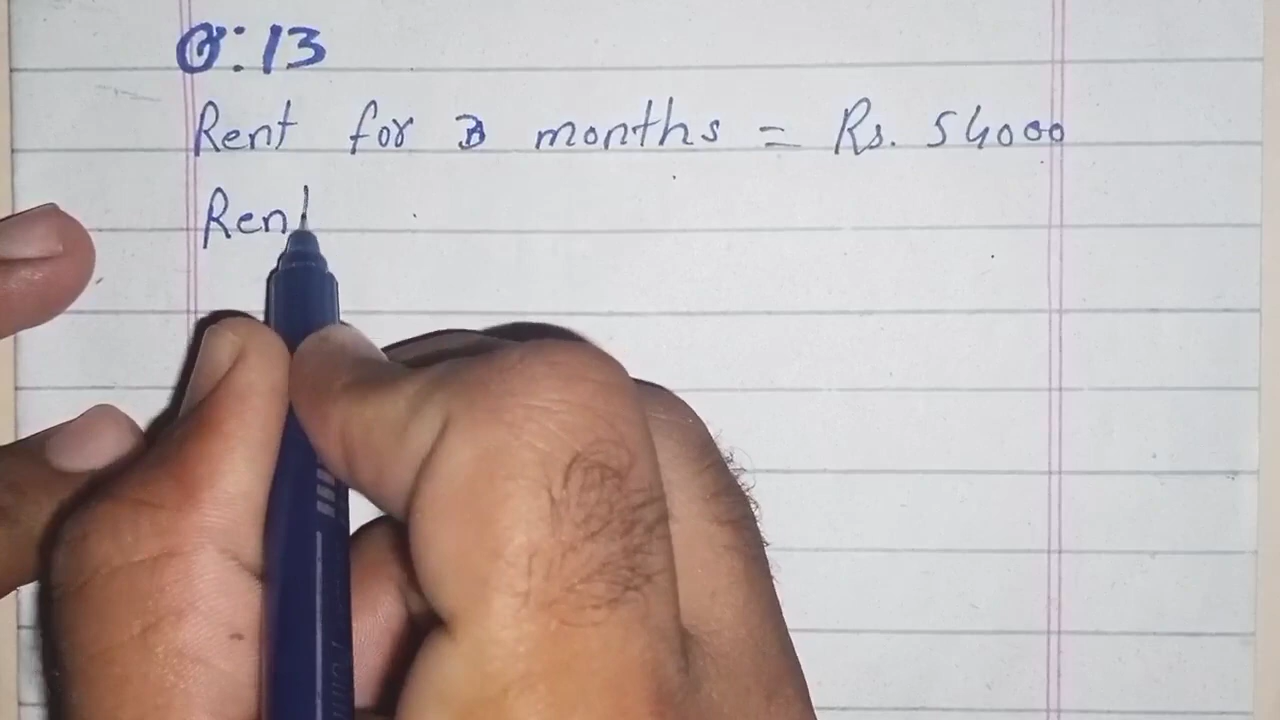 Q: 13
Rent for 3 months = Rs. 54000
Rent